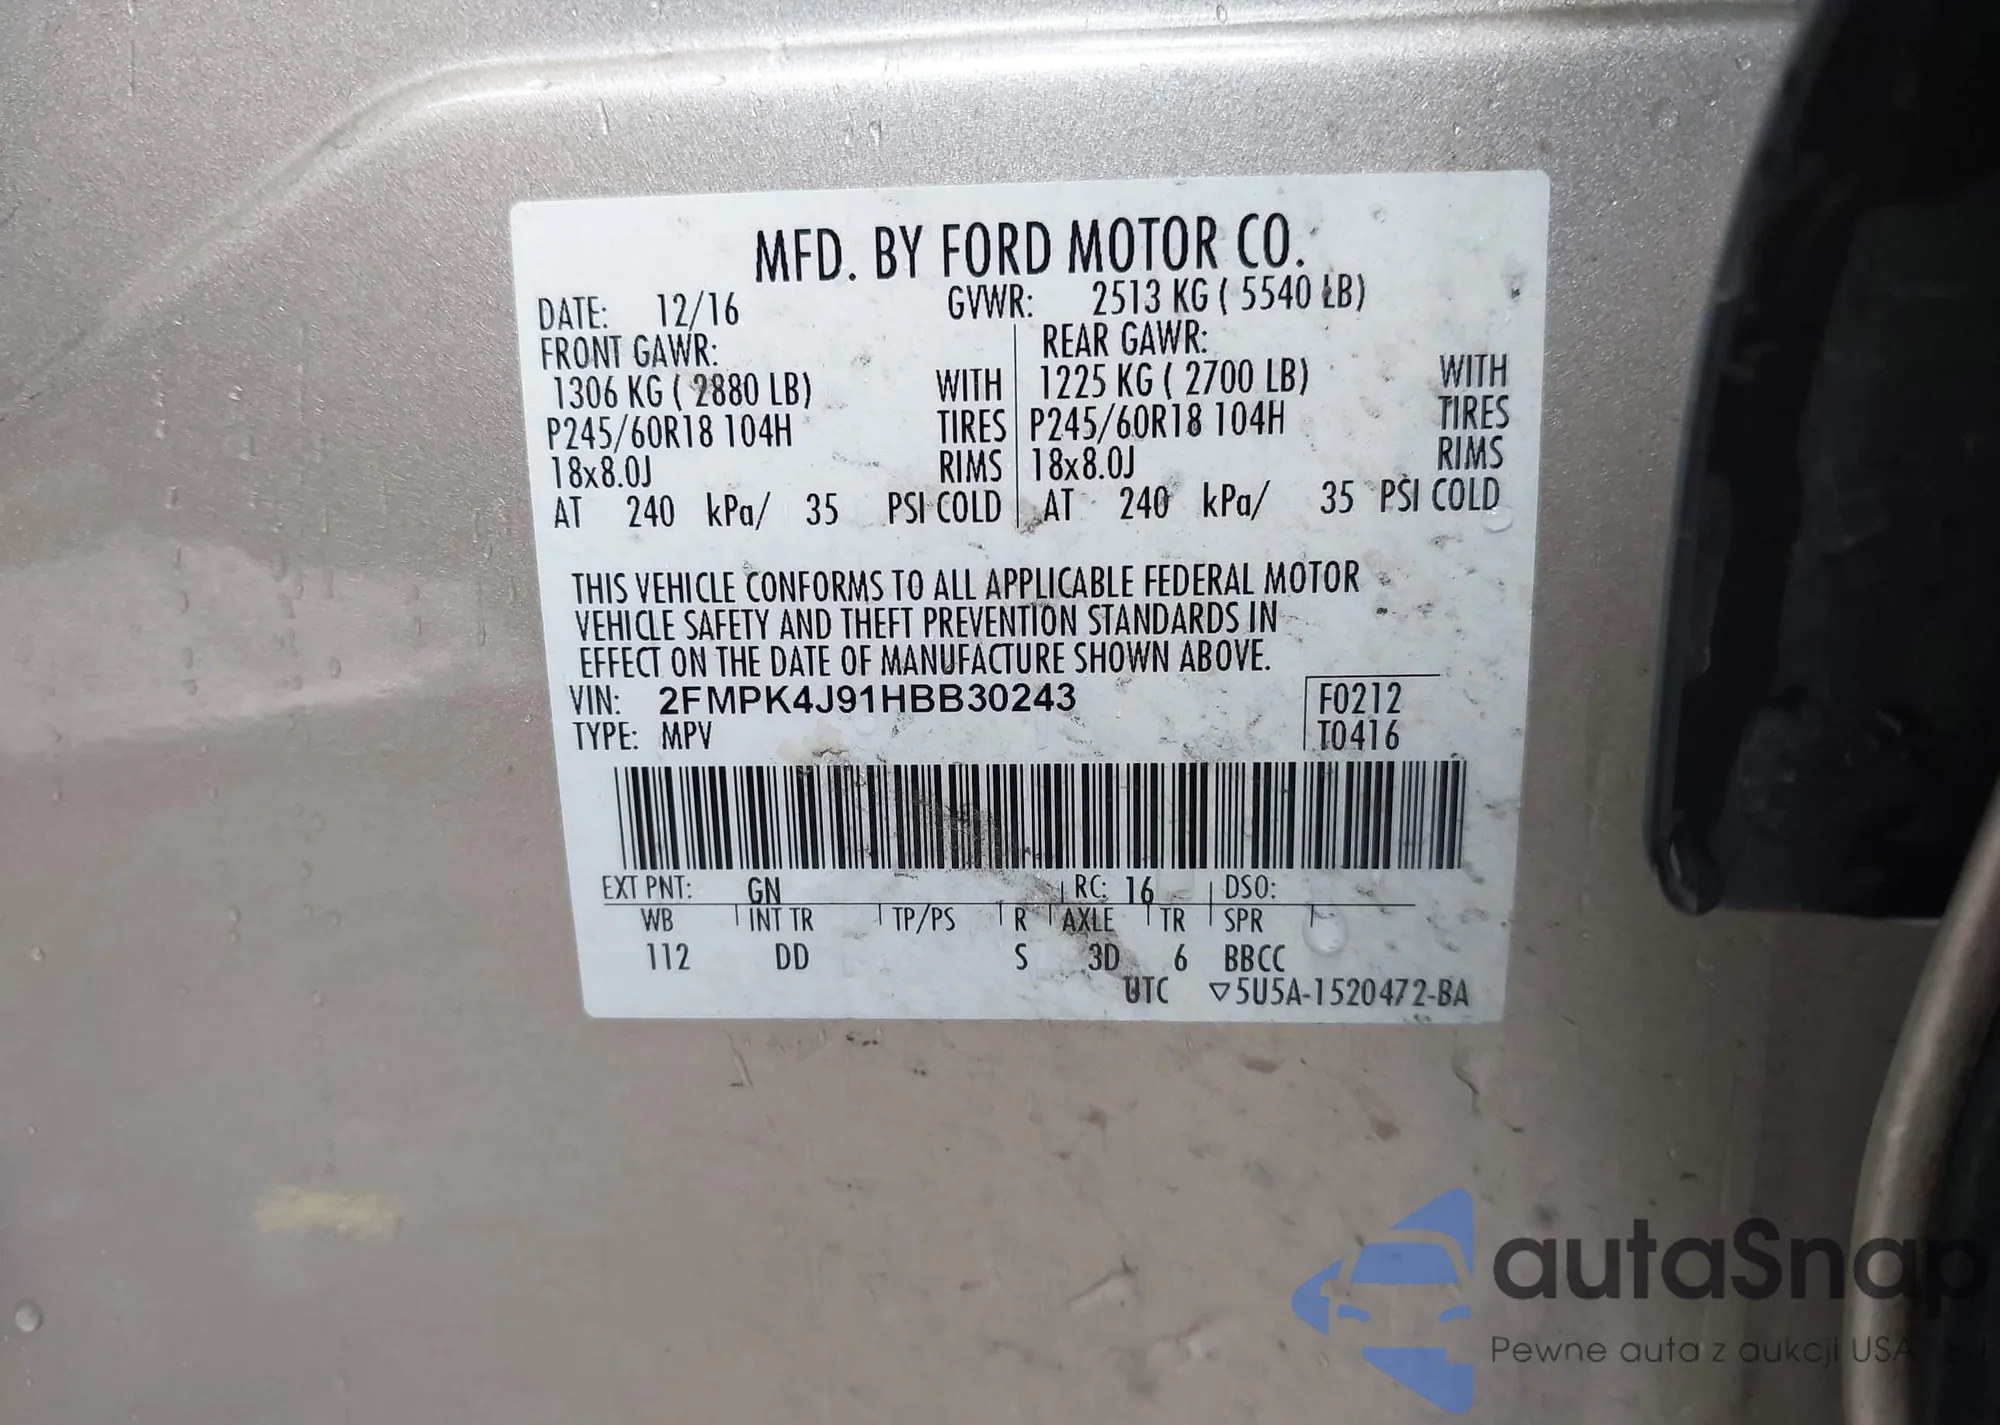 MFD. BY FORD MOTOR CO.
DATE: 12/16 GVWR: 2513 KG ( 5540 LB)
FRONT GAWR: REAR GAWR:
1306 KG ( 2880 LB) WITH 1225 KG ( 2700 LB) WITH
P245/60R18 104H TIRES P245/60R18 104H TIRES
18x8.0J RIMS 18x8.0J RIMS
AT 240 kPa/ 35 PSI COLD AT 240 kPa/ 35 PSI COLD
THIS VEHICLE CONFORMS TO ALL APPLICABLE FEDERAL MOTOR
VEHICLE SAFETY AND THEFT PREVENTION STANDARDS IN
EFFECT ON THE DATE OF MANUFACTURE SHOWN ABOVE.
VIN: 2FMPK4J91HBB30243 F0212
TYPE: MPV T0416
EXT PNT: GN RC: 16 DSO:
WB INT TR TP/PS R AXLE TR SPR
112 DD S 3D 6 BBCC
UTC ▽5U5A-1520472-BA
autaSnap
Pewne auta z aukcji USA